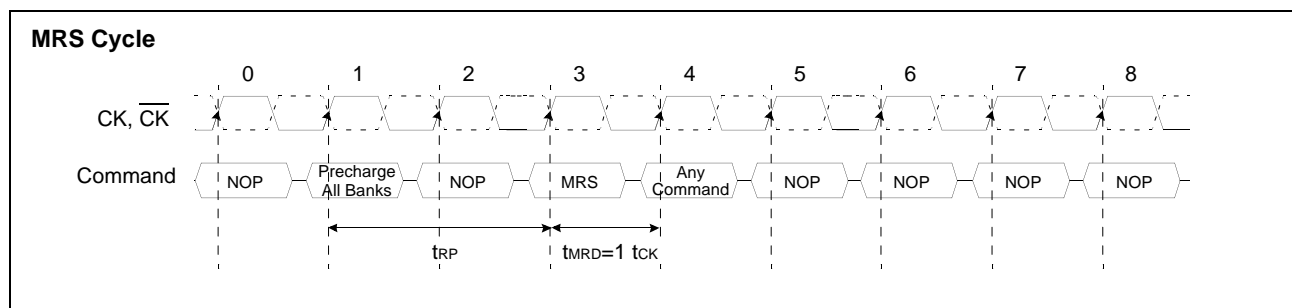 MRS Cycle
0 1 2 3 4 5 6 7 8
CK, C̅K̅
Command
NOP
Precharge
All Banks
NOP
MRS
Any
Command
NOP
NOP
NOP
NOP
tRP
tMRD=1 tCK